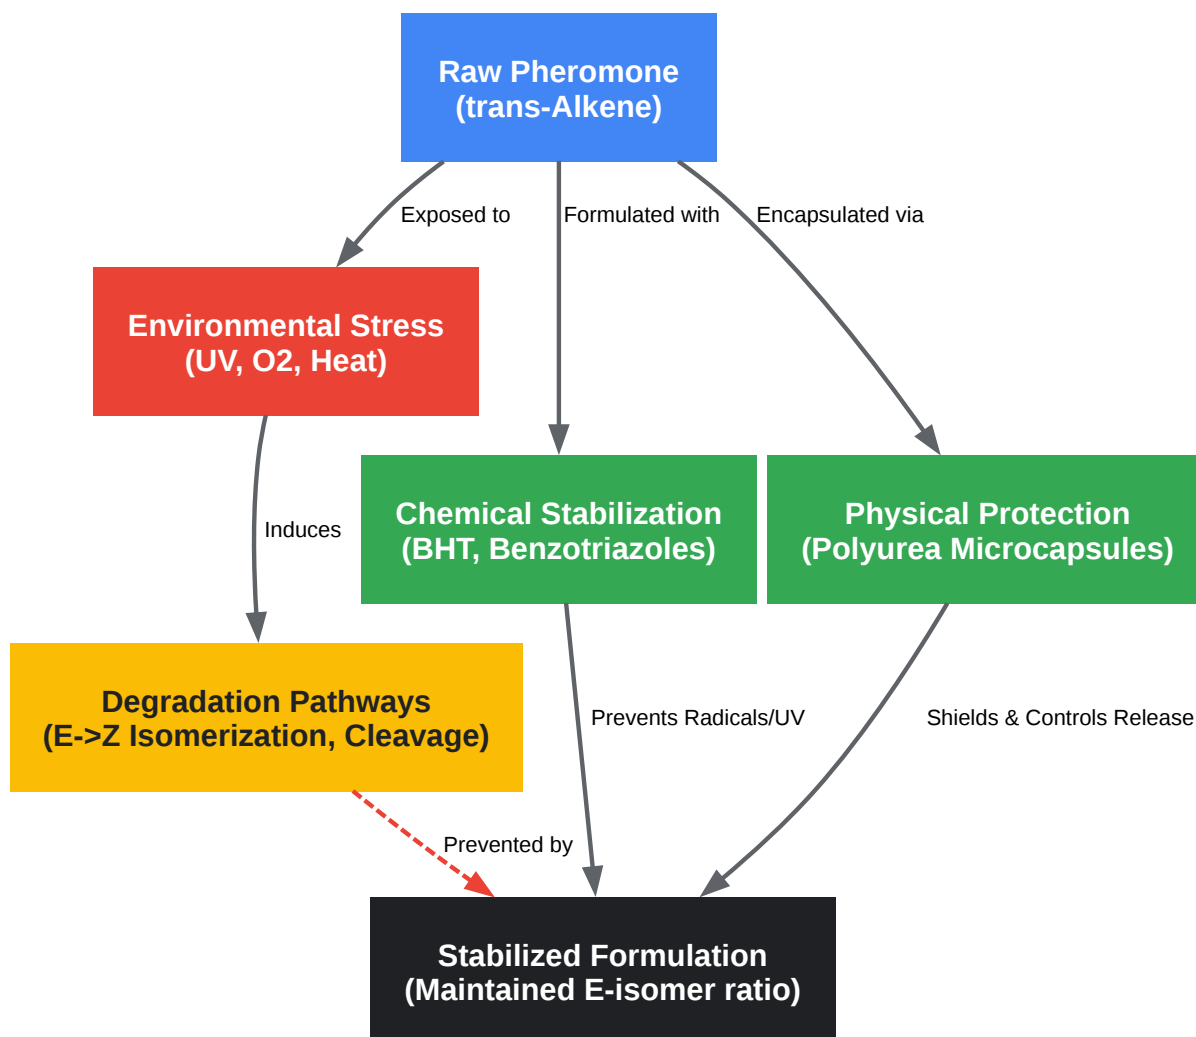 Raw Pheromone
(trans-Alkene)
Exposed to
Formulated with
Encapsulated via
Environmental Stress
(UV, O2, Heat)
Chemical Stabilization
(BHT, Benzotriazoles)
Physical Protection
(Polyurea Microcapsules)
Induces
Degradation Pathways
(E->Z Isomerization, Cleavage)
Prevents Radicals/UV
Shields & Controls Release
Prevented by
Stabilized Formulation
(Maintained E-isomer ratio)